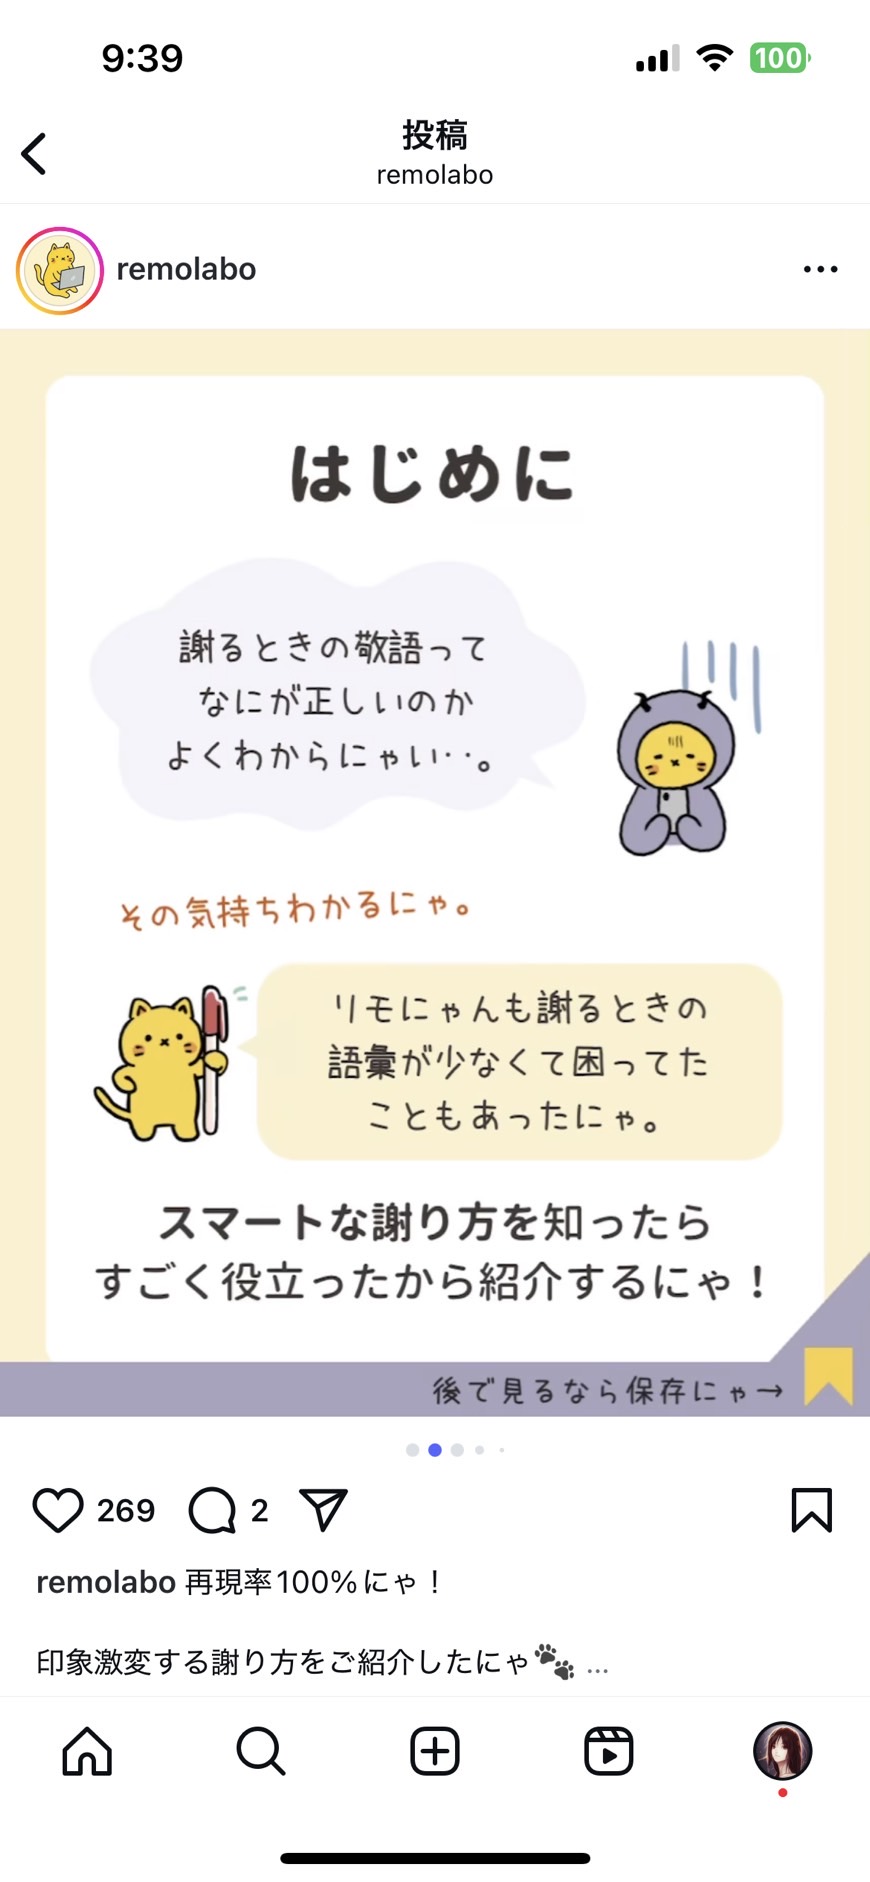 9:39
100
投稿
remolabo
remolabo
はじめに
謝るときの敬語って
なにが正しいのか
よくわからにゃい‥。
その気持ちわかるにゃ。
リモにゃんも謝るときの
語彙が少なくて困ってた
こともあったにゃ。
スマートな謝り方を知ったら
すごく役立ったから紹介するにゃ！
後で見るなら保存にゃ→
269 2
remolabo 再現率100%にゃ！
印象激変する謝り方をご紹介したにゃ🐾 ...